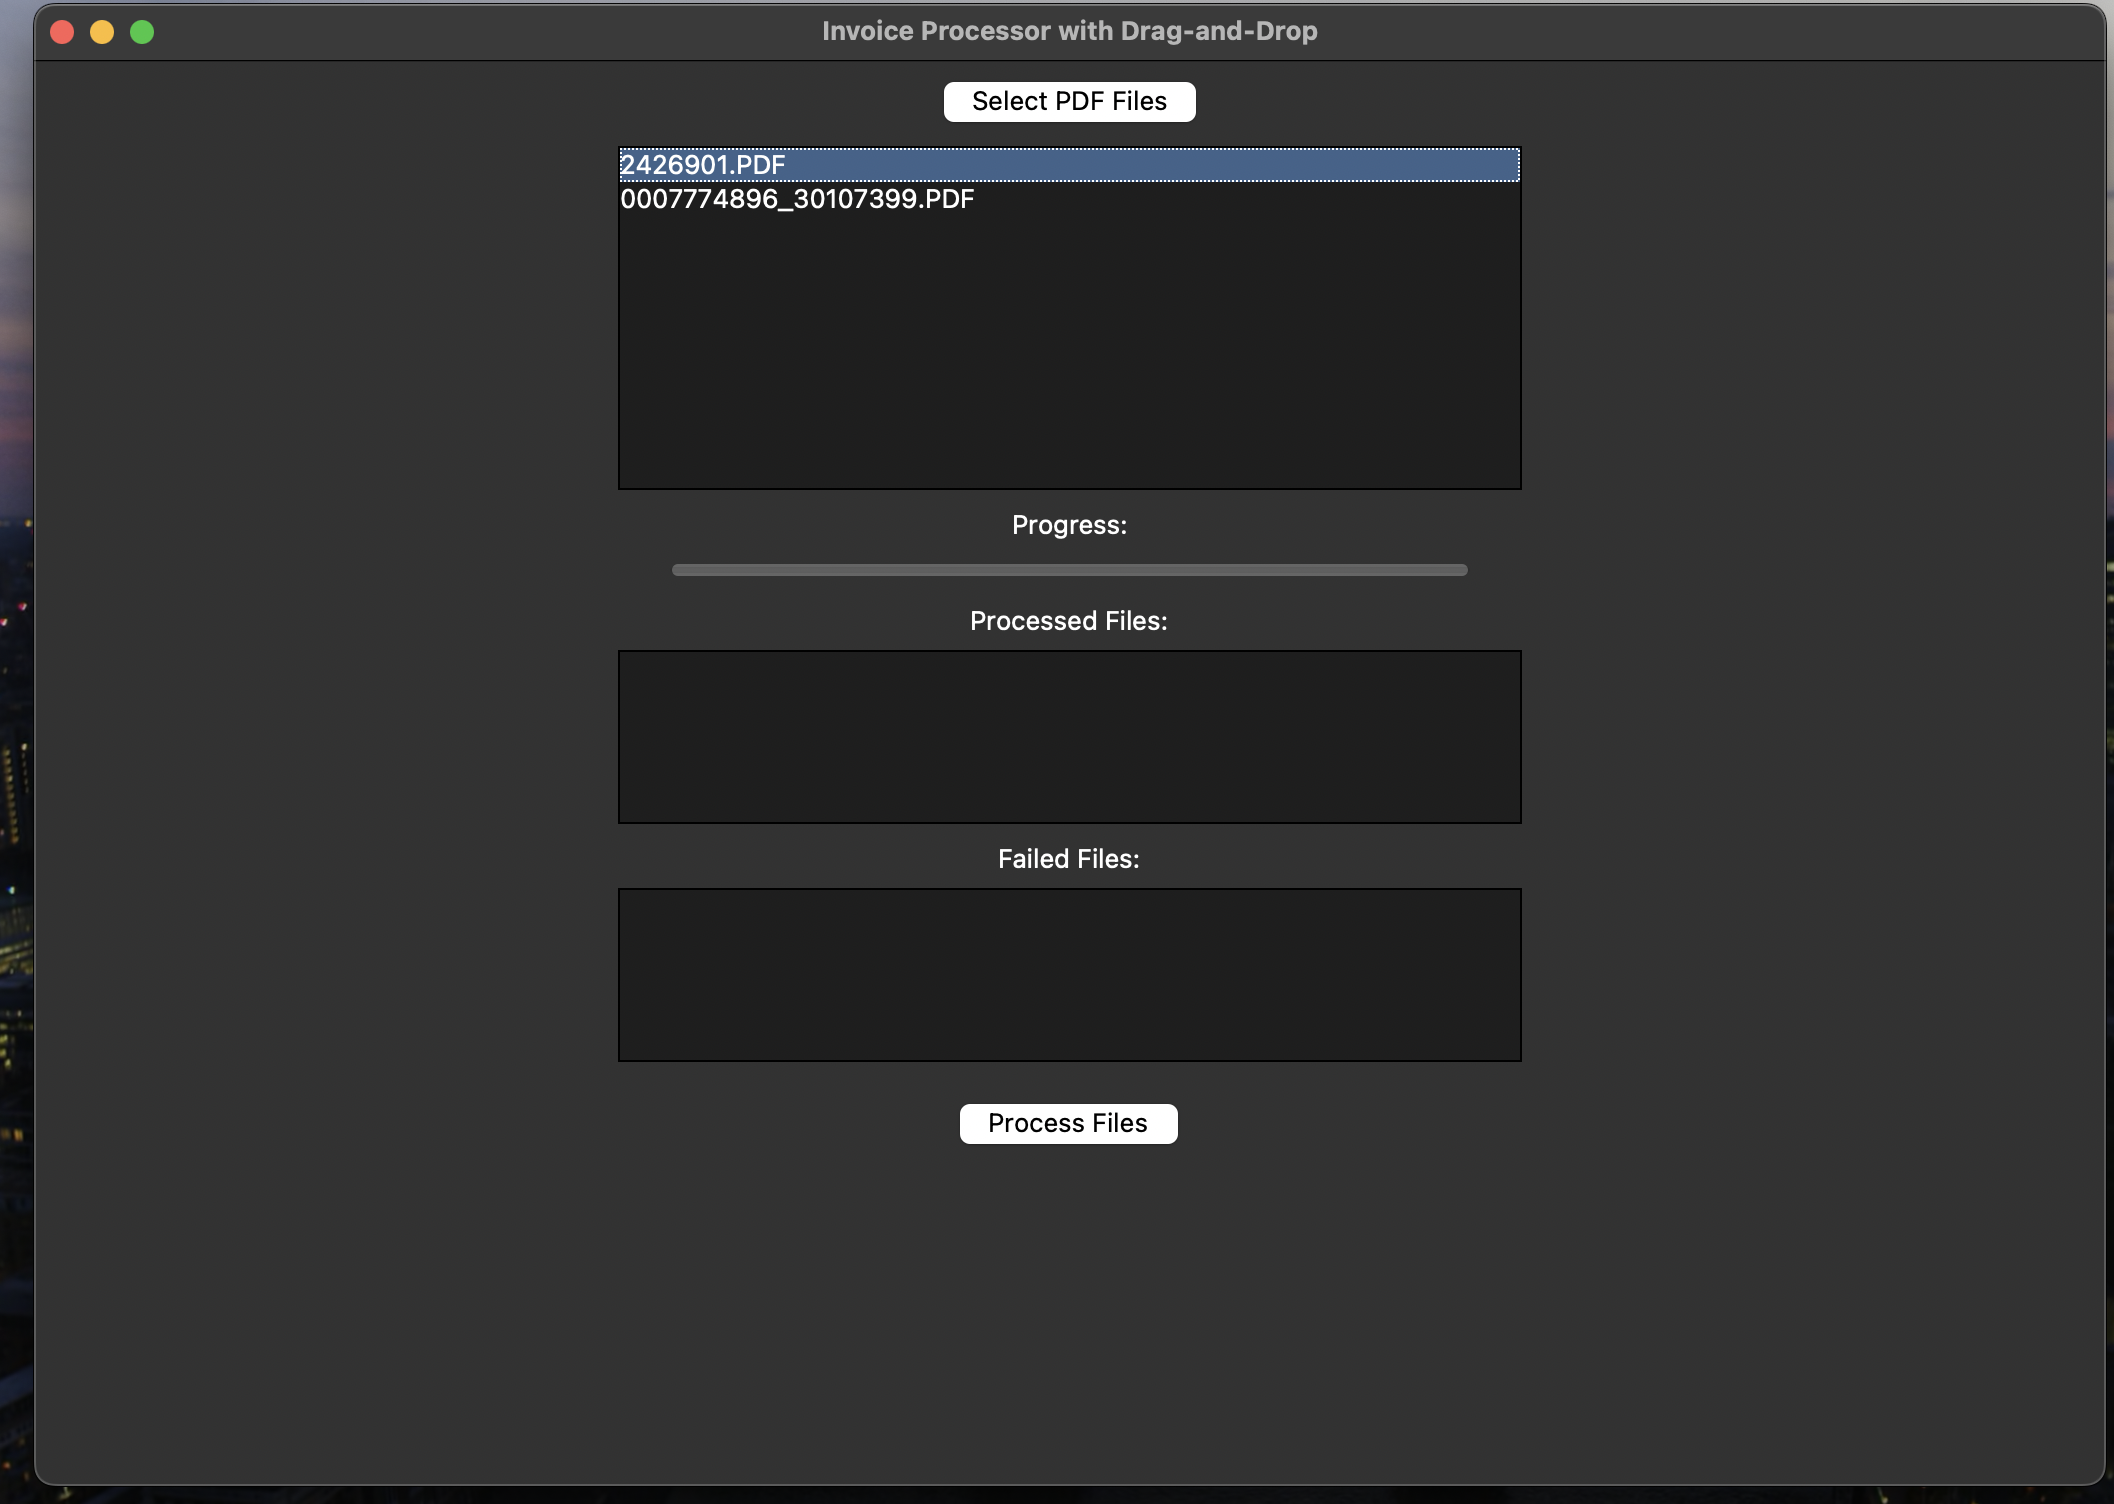 Invoice Processor with Drag-and-Drop
Select PDF Files
2426901.PDF
0007774896_30107399.PDF
Progress:
Processed Files:
Failed Files:
Process Files